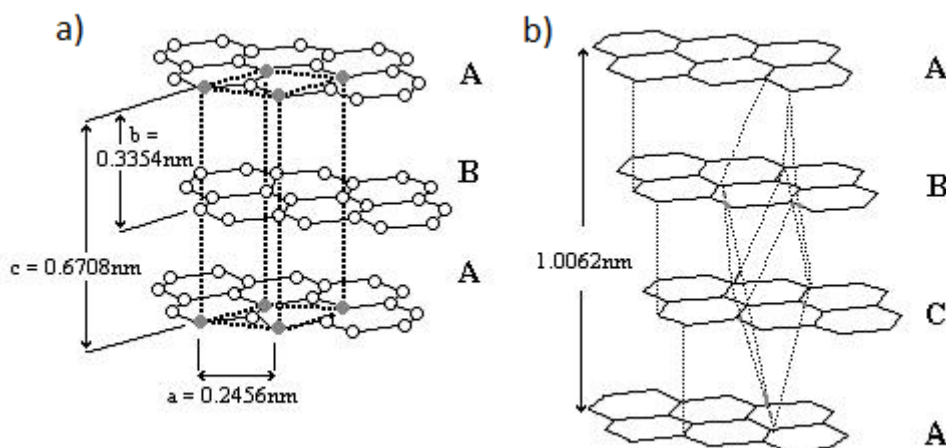 a)
A
b =
0.3354nm
B
c = 0.6708nm
A
a = 0.2456nm
b)
A
B
1.0062nm
C
A